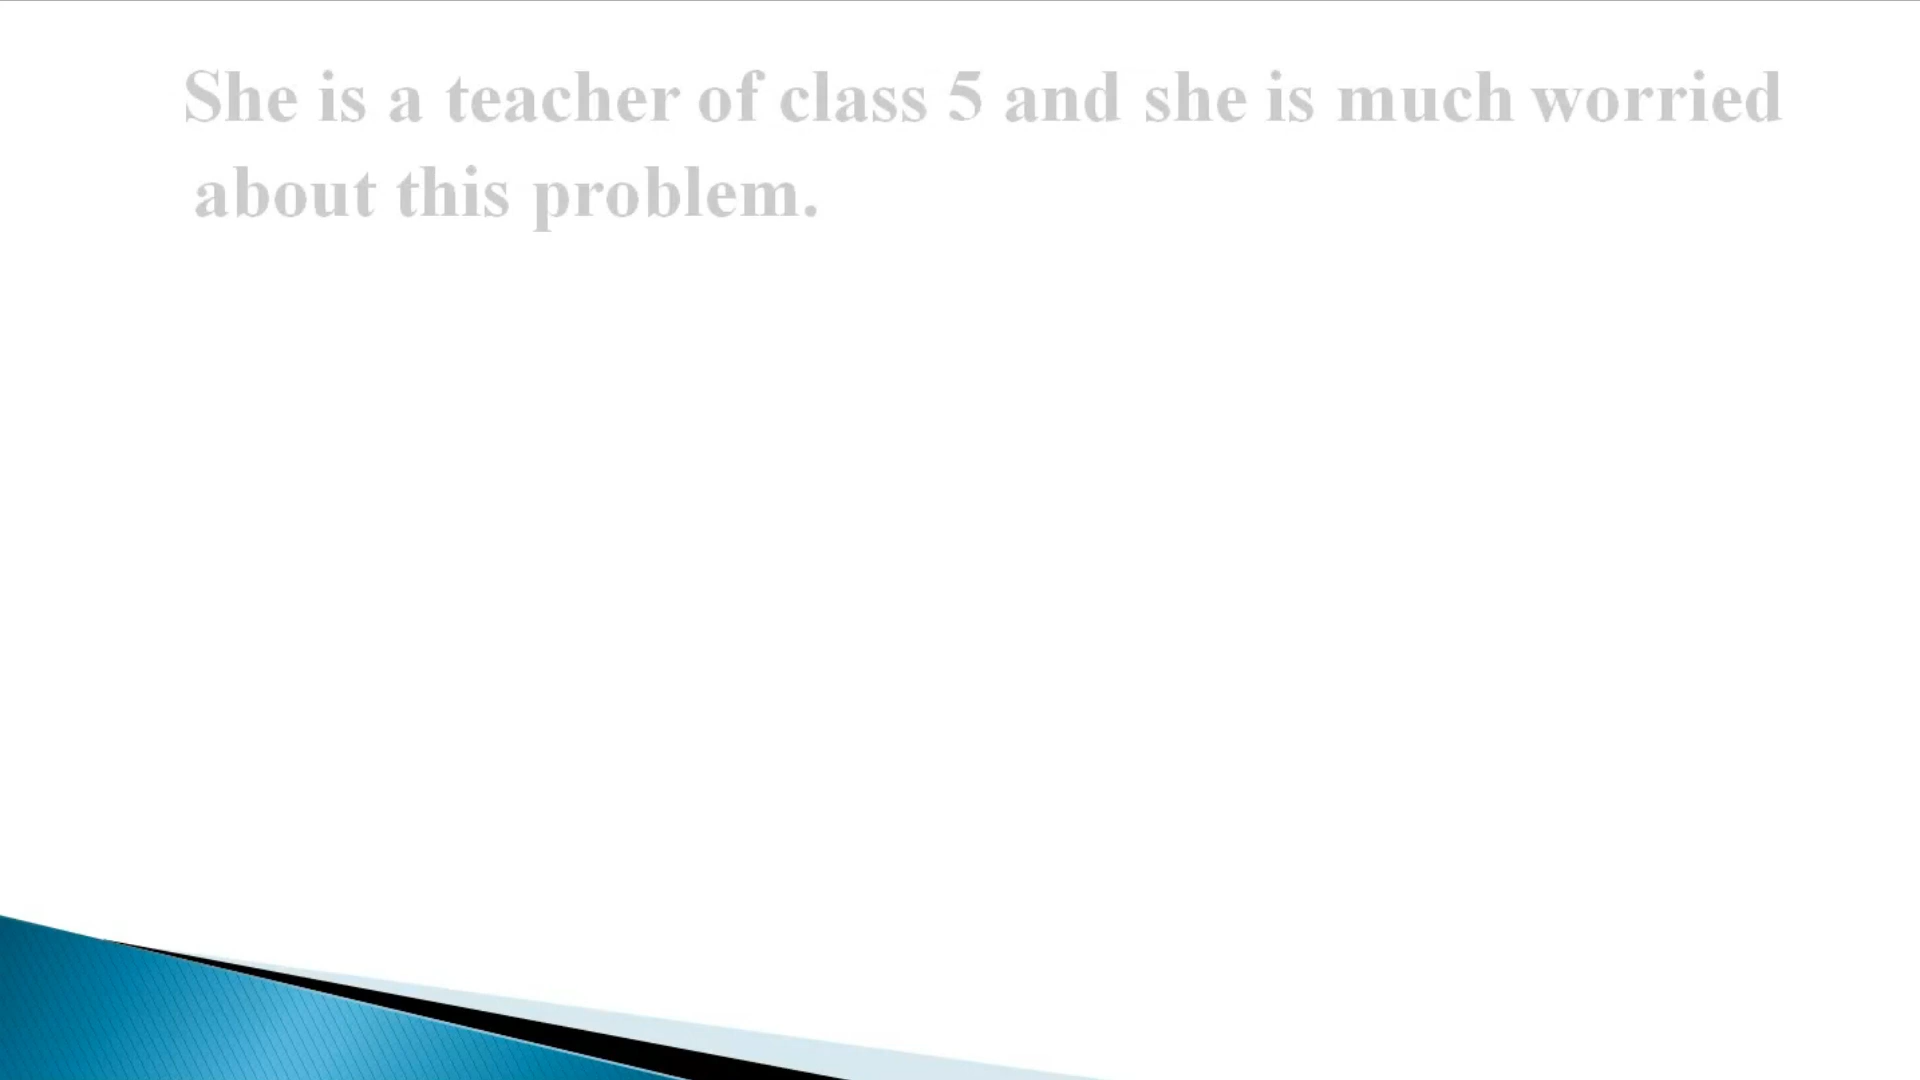 She is a teacher of class 5 and she is much worried
about this problem.